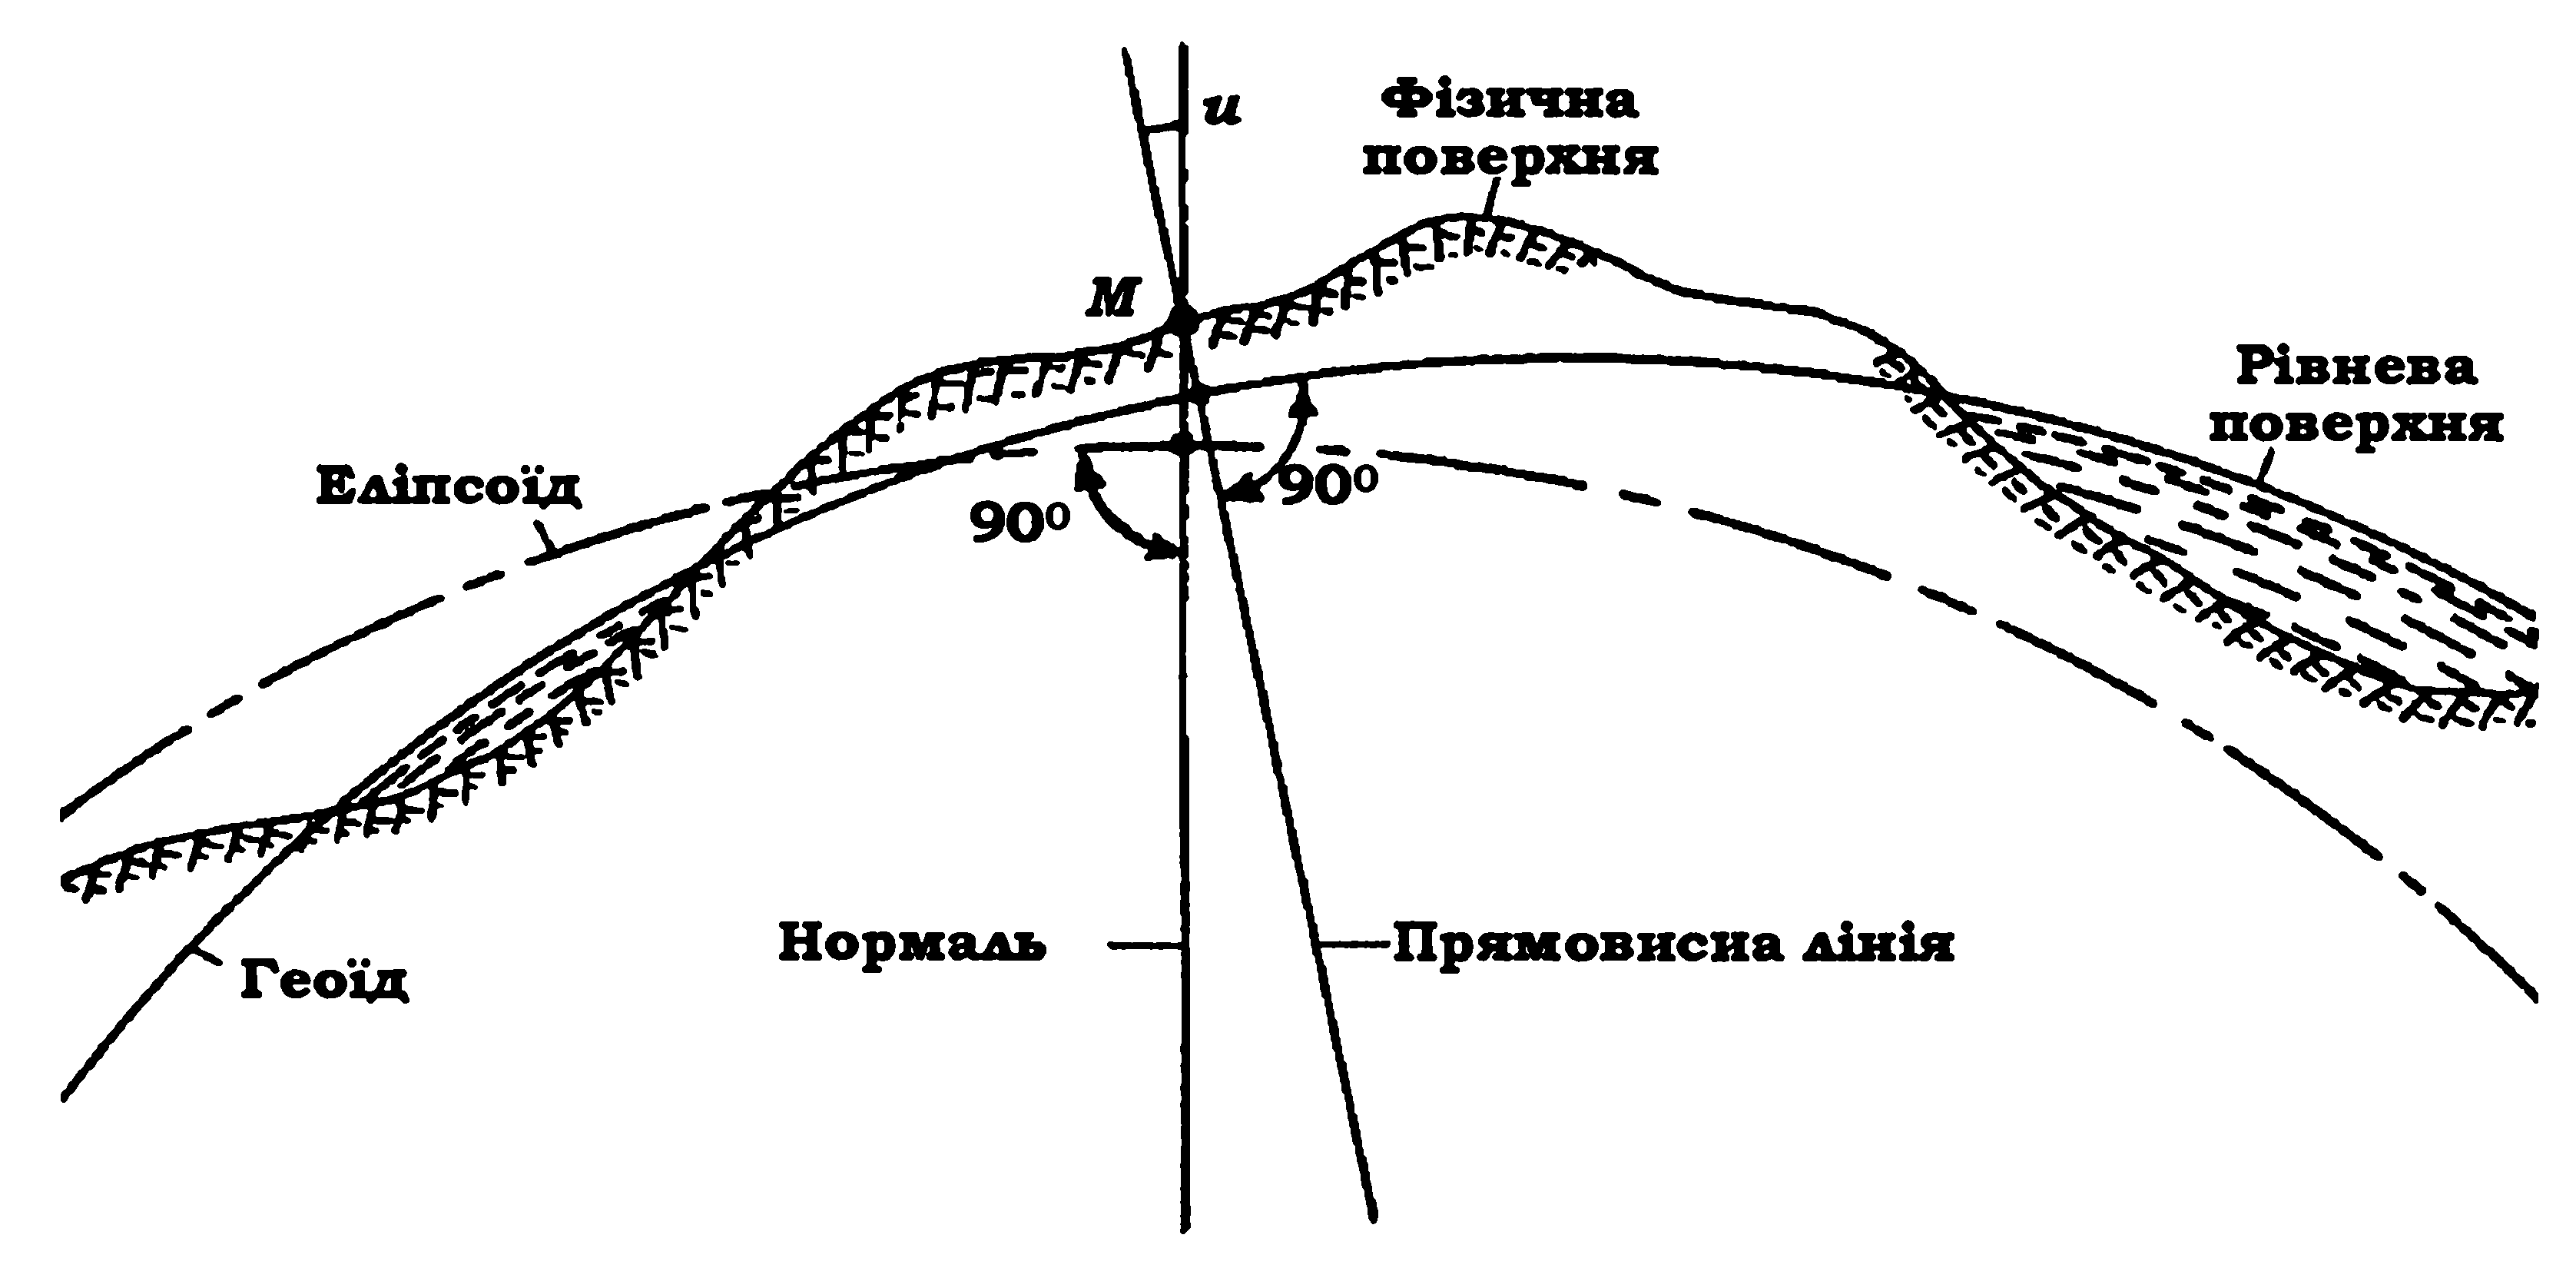 u
Фізична
поверхня
M
Рівнева
поверхня
Еліпсоїд
90⁰
90⁰
Нормаль
Прямовисна лінія
Геоїд